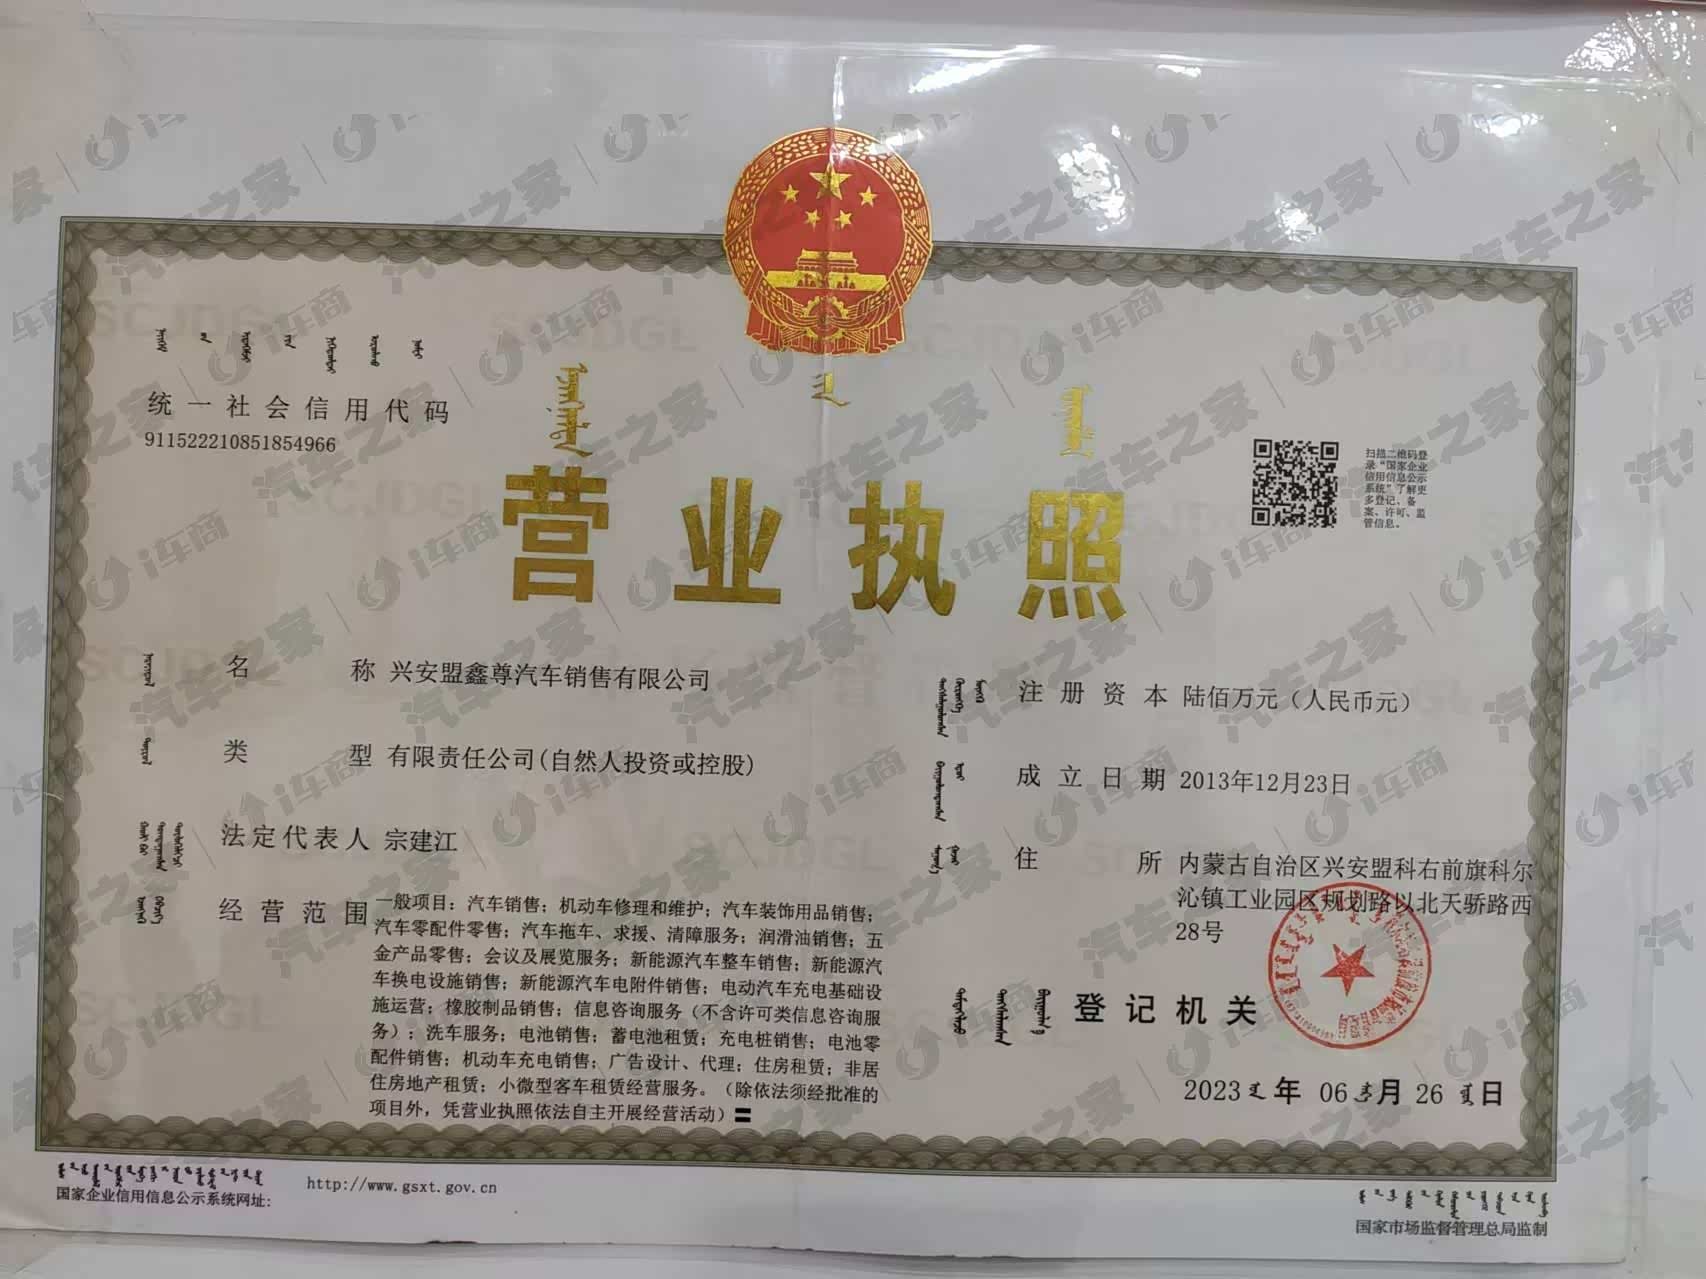 统一社会信用代码
911522210851854966
营业执照
扫描二维码登
录“国家企业
信用信息公示
系统”了解更
多登记、备
案、许可、监
管信息。
名称 兴安盟鑫尊汽车销售有限公司
类型 有限责任公司(自然人投资或控股)
法定代表人 宗建江
经营范围 一般项目：汽车销售；机动车修理和维护；汽车装饰用品销售；
汽车零配件零售；汽车拖车、求援、清障服务；润滑油销售；五
金产品零售；会议及展览服务；新能源汽车整车销售；新能源汽
车换电设施销售；新能源汽车电附件销售；电动汽车充电基础设
施运营；橡胶制品销售；信息咨询服务（不含许可类信息咨询服
务）；洗车服务；电池销售；蓄电池租赁；充电桩销售；电池零
配件销售；机动车充电销售；广告设计、代理；住房租赁；非居
住房地产租赁；小微型客车租赁经营服务。（除依法须经批准的
项目外，凭营业执照依法自主开展经营活动）
注册资本 陆佰万元（人民币元）
成立日期 2013年12月23日
住所 内蒙古自治区兴安盟科右前旗科尔
沁镇工业园区规划路以北天骄路西
28号
登记机关
2023年06月26日
国家企业信用信息公示系统网址：
http://www.gsxt.gov.cn
国家市场监督管理总局监制
汽车之家 | i车商
SCJDGL